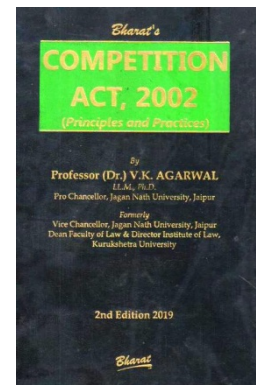 Bharat's
COMPETITION
ACT, 2002
(Principles and Practices)
By
Professor (Dr.) V.K. AGARWAL
LL.M., Ph.D.
Pro Chancellor, Jagan Nath University, Jaipur
Formerly
Vice Chancellor, Jagan Nath University, Jaipur
Dean Faculty of Law & Director Institute of Law,
Kurukshetra University
2nd Edition 2019
Bharat